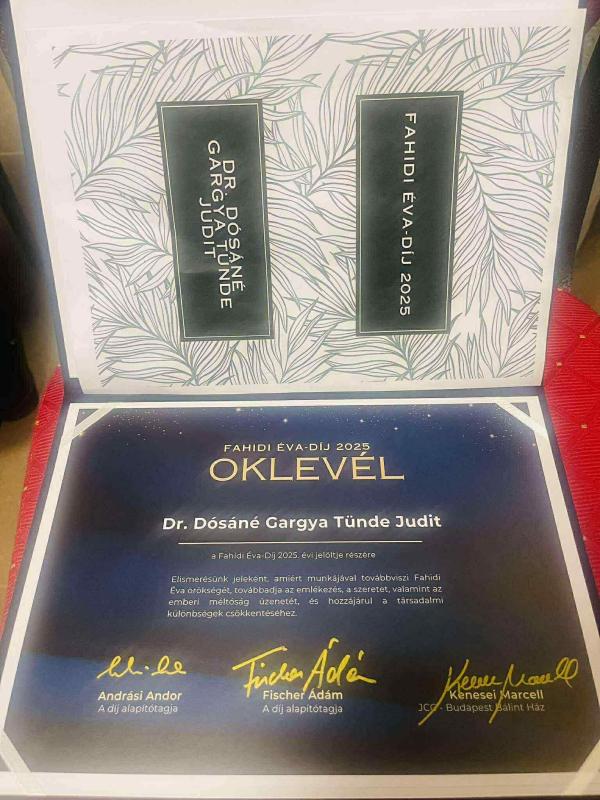 FAHIDI ÉVA-DÍJ 2025
DR. DÓSÁNÉ
GARGYA TÜNDE
JUDIT
FAHIDI ÉVA-DÍJ 2025
OKLEVÉL
Dr. Dósáné Gargya Tünde Judit
a Fahidi Éva-Díj 2025. évi jelöltje részére
Elismerésünk jeleként, amiért munkájával továbbviszi Fahidi
Éva örökségét, továbbadja az emlékezés, a szeretet, valamint az
emberi méltóság üzenetét, és hozzájárul a társadalmi
különbségek csökkentéséhez.
Fischer Ádám
Kenesei Marcell
Andrási Andor
A díj alapítótagja
Fischer Ádám
A díj alapítótagja
Kenesei Marcell
JCC - Budapest Bálint Ház